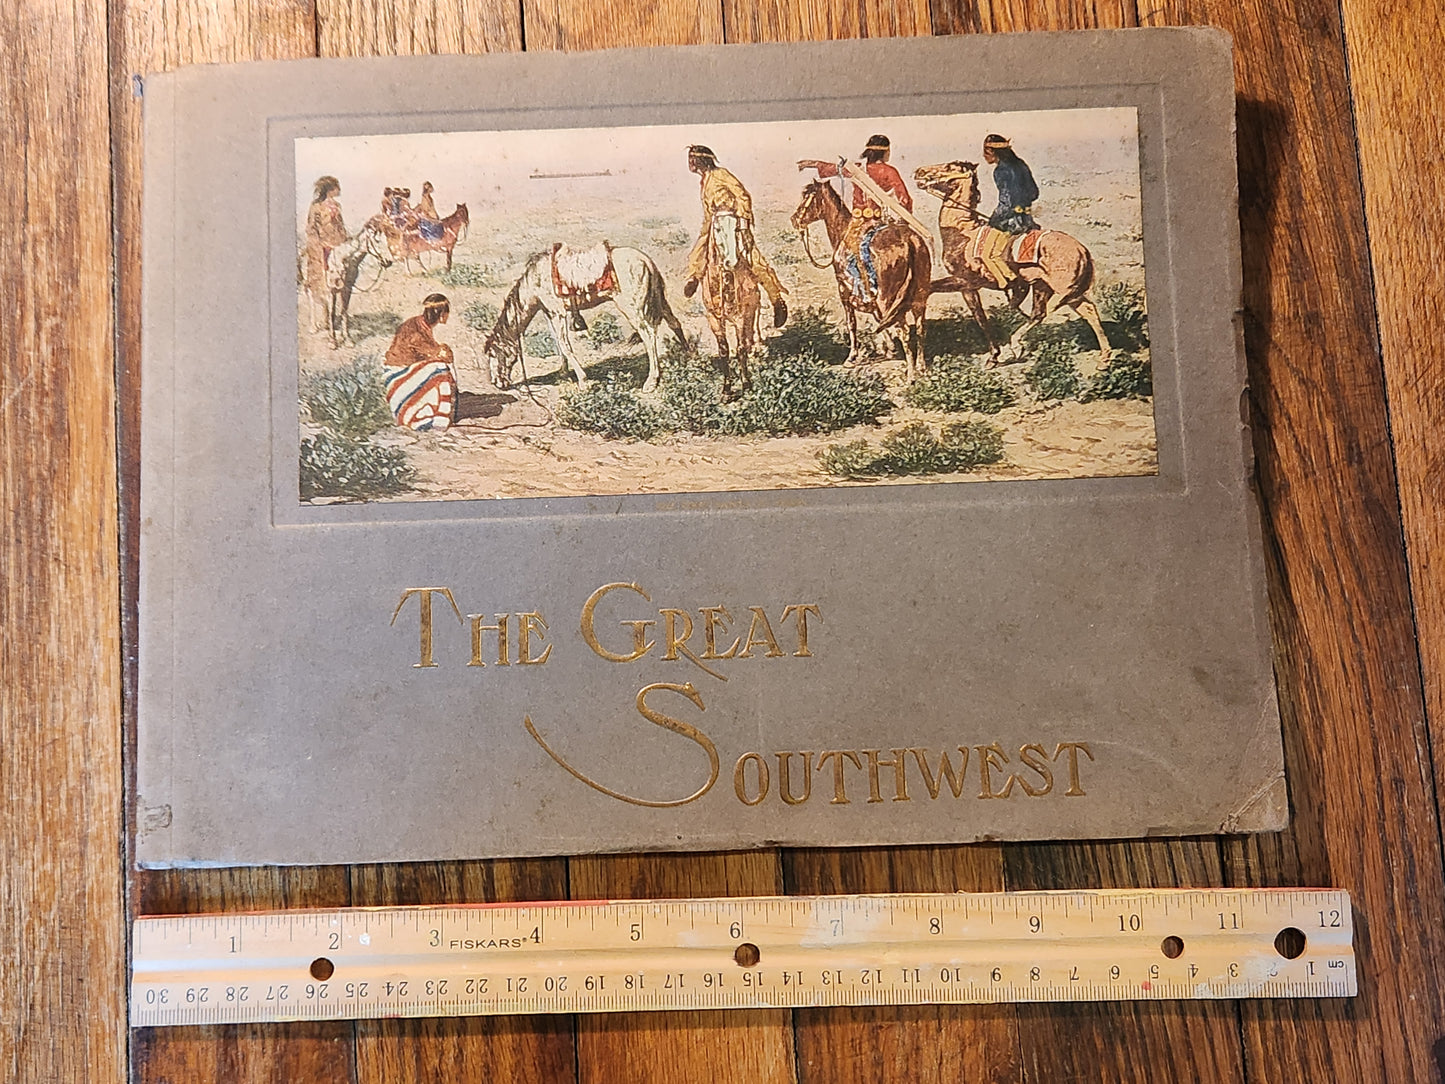 THE GREAT
SOUTHWEST
1 2 3 FISKARS® 4 5 6 7 8 9 10 11 12
30 29 28 27 26 25 24 23 22 21 20 19 18 17 16 15 14 13 12 11 10 9 8 7 6 5 4 3 2 1 cm